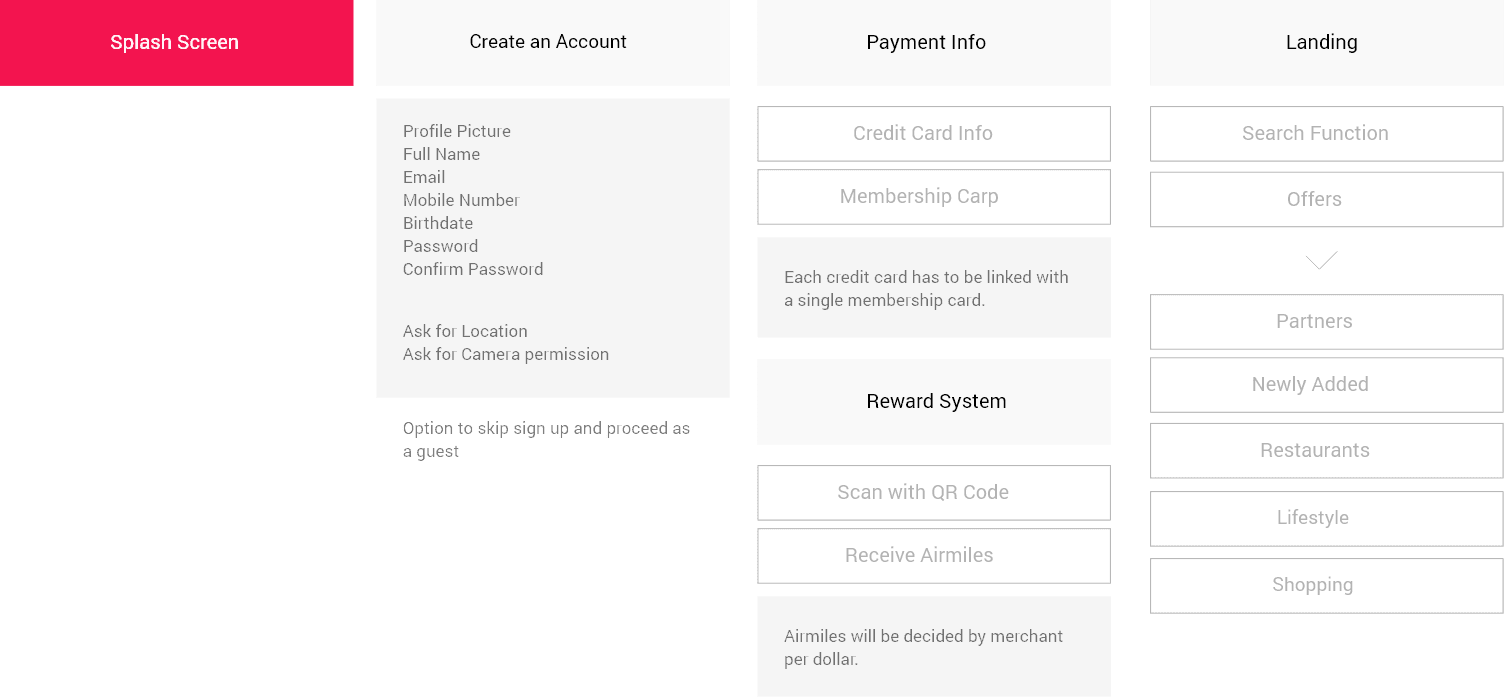 Splash Screen
Create an Account
Profile Picture
Full Name
Email
Mobile Number
Birthdate
Password
Confirm Password
Ask for Location
Ask for Camera permission
Option to skip sign up and proceed as
a guest
Payment Info
Credit Card Info
Membership Carp
Each credit card has to be linked with
a single membership card.
Reward System
Scan with QR Code
Receive Airmiles
Airmiles will be decided by merchant
per dollar.
Landing
Search Function
Offers
Partners
Newly Added
Restaurants
Lifestyle
Shopping